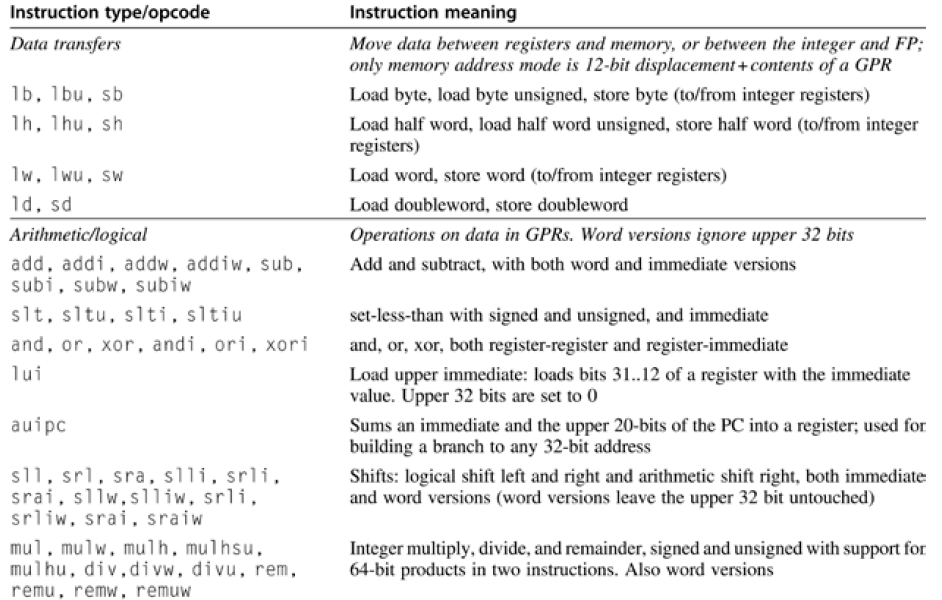 Instruction type/opcode Instruction meaning
Data transfers Move data between registers and memory, or between the integer and FP;
only memory address mode is 12-bit displacement+contents of a GPR
lb, lbu, sb Load byte, load byte unsigned, store byte (to/from integer registers)
lh, lhu, sh Load half word, load half word unsigned, store half word (to/from integer
registers)
lw, lwu, sw Load word, store word (to/from integer registers)
ld, sd Load doubleword, store doubleword
Arithmetic/logical Operations on data in GPRs. Word versions ignore upper 32 bits
add, addi, addw, addiw, sub, Add and subtract, with both word and immediate versions
subi, subw, subiw
slt, sltu, slti, sltiu set-less-than with signed and unsigned, and immediate
and, or, xor, andi, ori, xori and, or, xor, both register-register and register-immediate
lui Load upper immediate: loads bits 31..12 of a register with the immediate
value. Upper 32 bits are set to 0
auipc Sums an immediate and the upper 20-bits of the PC into a register; used for
building a branch to any 32-bit address
sll, srl, sra, slli, srli, Shifts: logical shift left and right and arithmetic shift right, both immediate
srai, sllw,slliw, srli, and word versions (word versions leave the upper 32 bit untouched)
srliw, srai, sraiw
mul, mulw, mulh, mulhsu, Integer multiply, divide, and remainder, signed and unsigned with support for
mulhu, div,divw, divu, rem, 64-bit products in two instructions. Also word versions
remu, remw, remuw